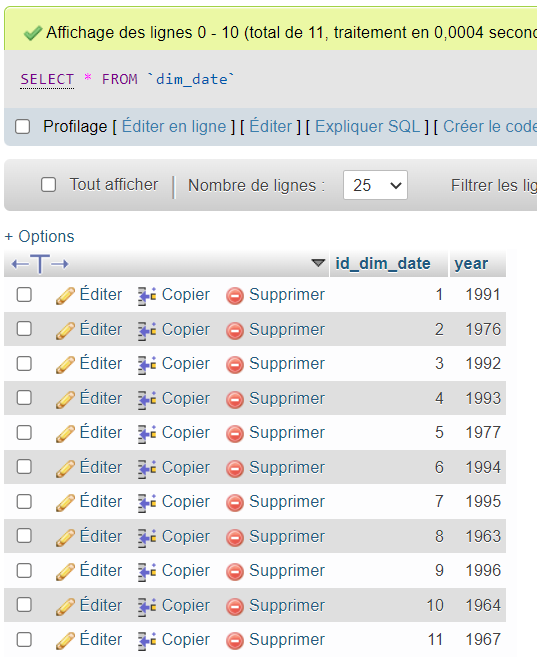 Affichage des lignes 0 - 10 (total de 11, traitement en 0,0004 secon
SELECT * FROM `dim_date`
Profilage [ Éditer en ligne ] [ Éditer ] [ Expliquer SQL ] [ Créer le code
Tout afficher Nombre de lignes : 25 Filtrer les lig
+ Options
←T→ id_dim_date year
Éditer Copier Supprimer 1 1991
Éditer Copier Supprimer 2 1976
Éditer Copier Supprimer 3 1992
Éditer Copier Supprimer 4 1993
Éditer Copier Supprimer 5 1977
Éditer Copier Supprimer 6 1994
Éditer Copier Supprimer 7 1995
Éditer Copier Supprimer 8 1963
Éditer Copier Supprimer 9 1996
Éditer Copier Supprimer 10 1964
Éditer Copier Supprimer 11 1967